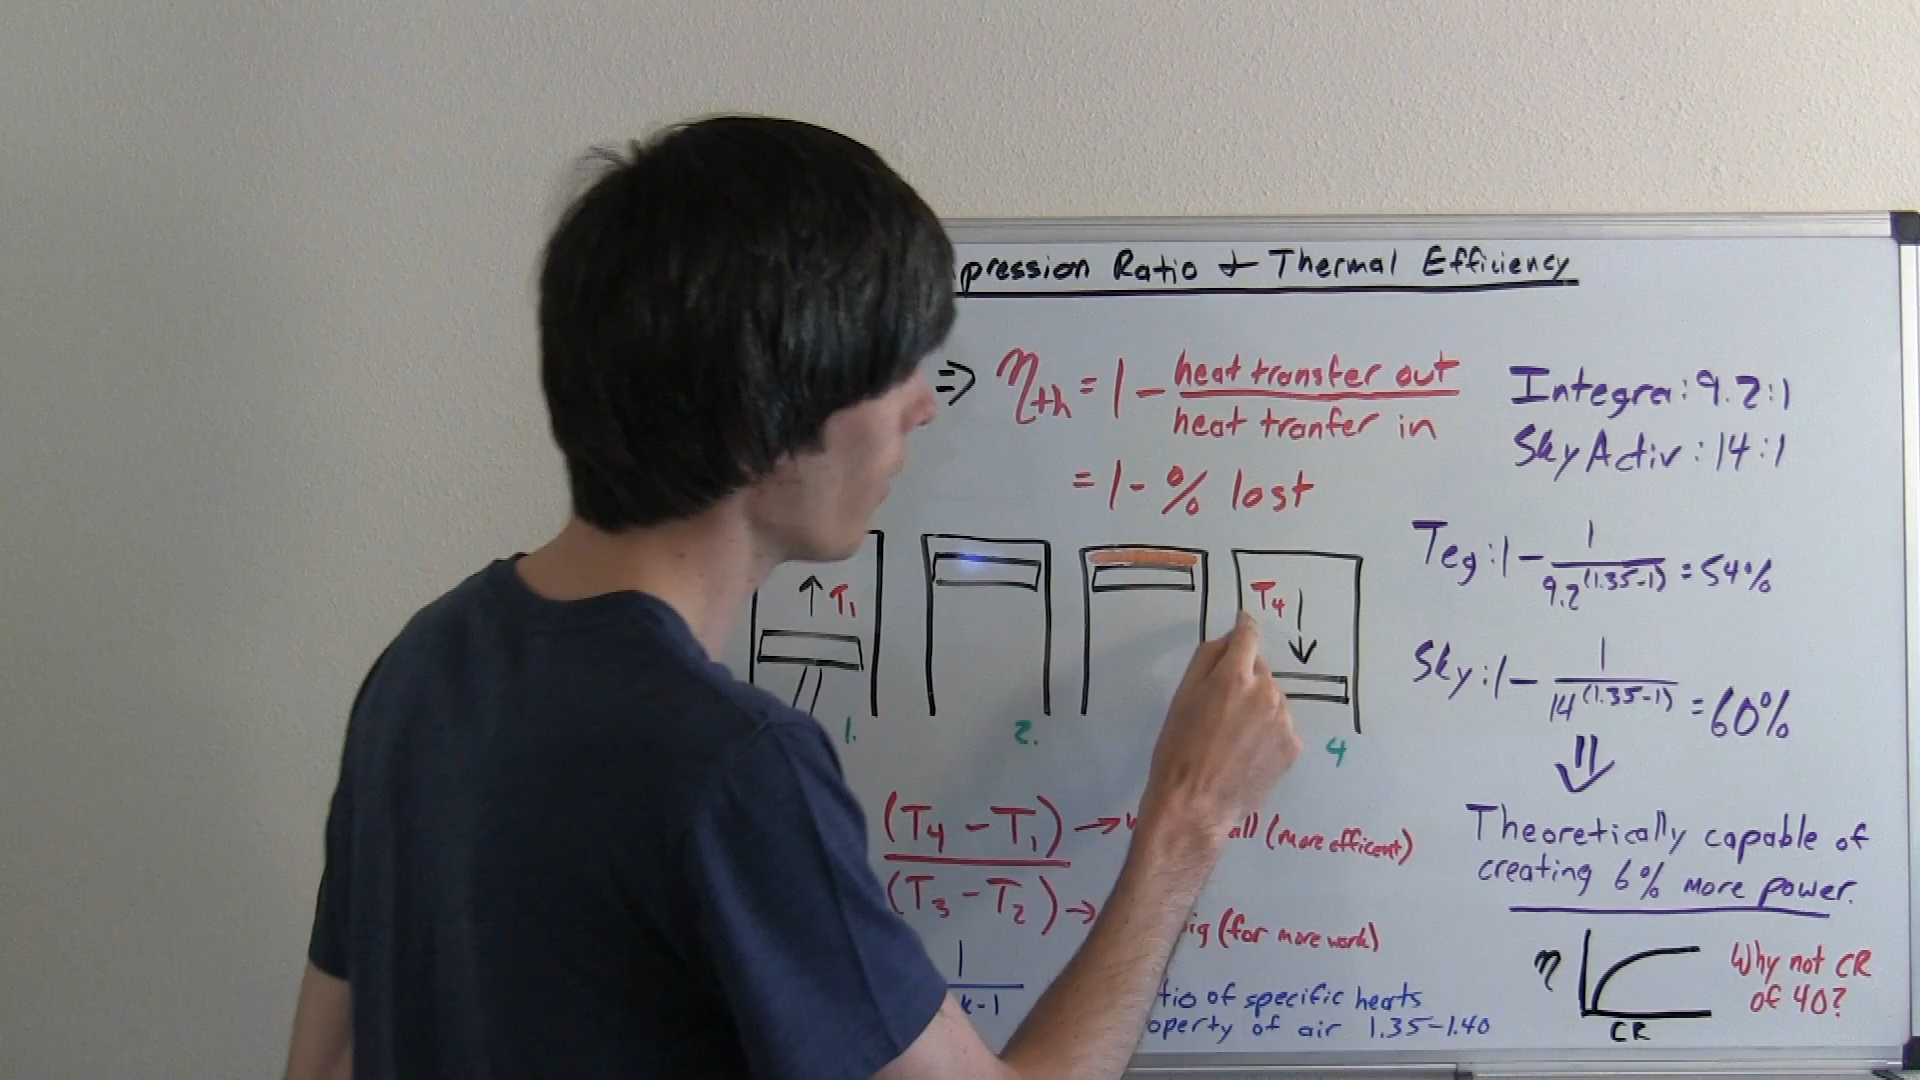 pression Ratio + Thermal Efficiency
⇒ ηth = 1 - heat transfer out
heat tranfer in
= 1 - % lost
Integra: 9.2:1
SkyActiv: 14:1
T1
T4
1.
2.
4
Teg: 1 - 1
9.2^(1.35-1) = 54%
Sky: 1 - 1
14^(1.35-1) = 60%
Theoretically capable of
creating 6% more power.
(T4 - T1) → all (more efficent)
(T3 - T2) → ig (for more work)
1
k-1
tio of specific heats
operty of air 1.35-1.40
η
CR
Why not CR
of 40?